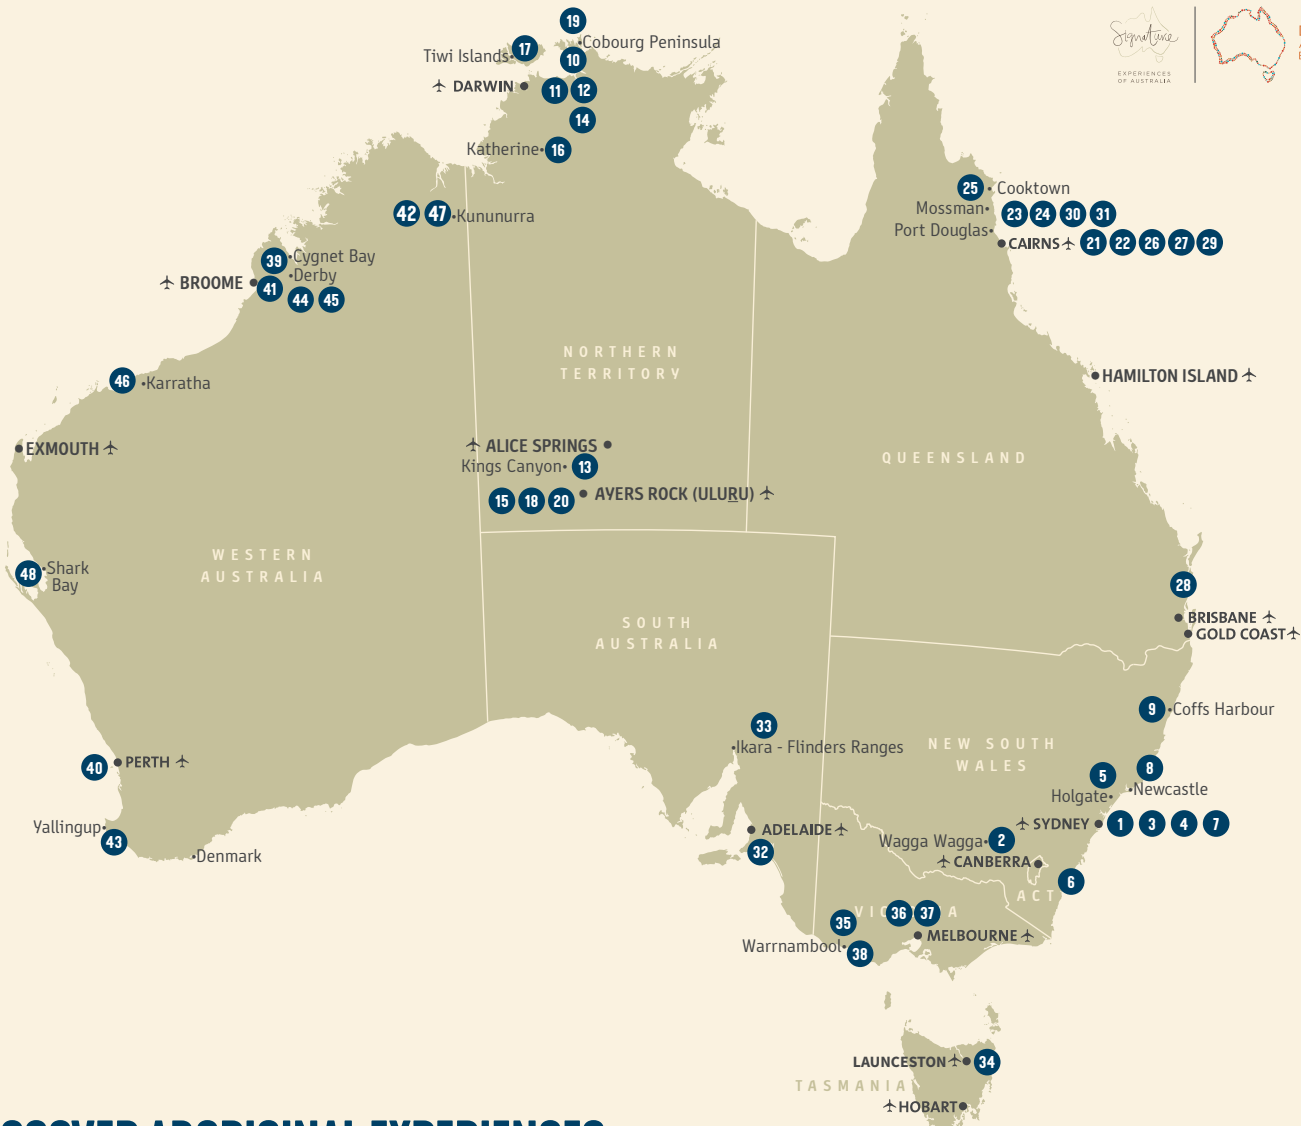 Signature
EXPERIENCES
OF AUSTRALIA
19
Cobourg Peninsula
17
Tiwi Islands
10
DARWIN
11
12
14
Katherine
16
25
Cooktown
Mossman
23 24 30 31
Port Douglas
CAIRNS
21 22 26 27 29
42 47
Kununurra
39
Cygnet Bay
Derby
BROOME
41
44 45
NORTHERN
TERRITORY
46
Karratha
HAMILTON ISLAND
EXMOUTH
ALICE SPRINGS
Kings Canyon
13
QUEENSLAND
15 18 20
AYERS ROCK (ULURU)
WESTERN
AUSTRALIA
48
Shark
Bay
28
BRISBANE
GOLD COAST
SOUTH
AUSTRALIA
9
Coffs Harbour
33
Ikara - Flinders Ranges
NEW SOUTH
WALES
40
PERTH
5
8
Holgate
Newcastle
SYDNEY
1 3 4 7
Yallingup
43
Denmark
ADELAIDE
32
Wagga Wagga
2
CANBERRA
6
ACT
35
36 37
Warrnambool
38
MELBOURNE
LAUNCESTON
34
TASMANIA
HOBART
ABORIGINAL EXPERIENCES